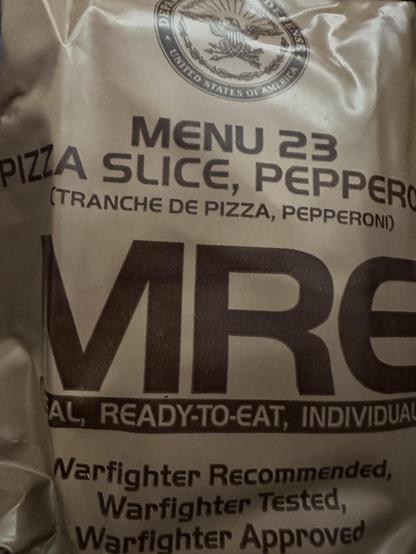 UNITED STATES OF AMERICA
MENU 23
PIZZA SLICE, PEPPERO
(TRANCHE DE PIZZA, PEPPERONI)
MRE
AL, READY-TO-EAT, INDIVIDUAL
Warfighter Recommended,
Warfighter Tested,
Warfighter Approved